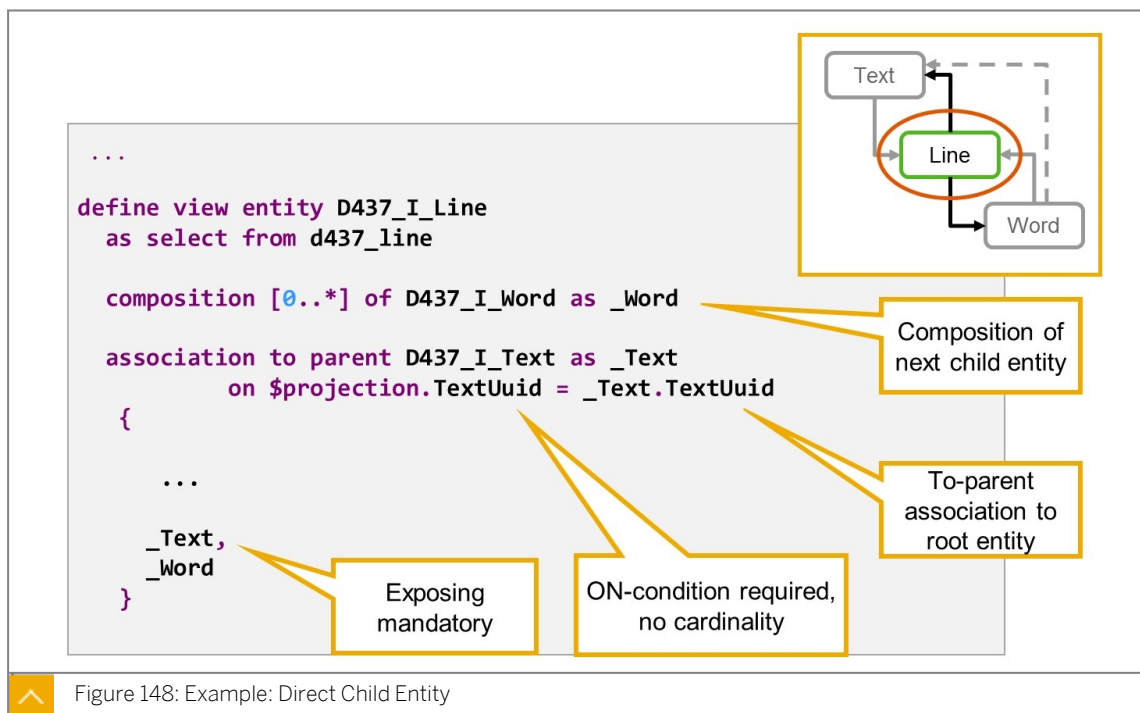 Text
Line
Word
...
define view entity D437_I_Line
as select from d437_line
composition [0..*] of D437_I_Word as _Word
association to parent D437_I_Text as _Text
on $projection.TextUuid = _Text.TextUuid
{
...
_Text,
_Word
}
Composition of
next child entity
To-parent
association to
root entity
ON-condition required,
no cardinality
Exposing
mandatory
Figure 148: Example: Direct Child Entity